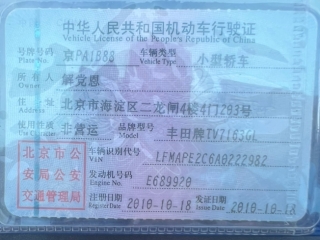 中华人民共和国机动车行驶证
Vehicle License of the People's Republic of China
号牌号码 京PA1688 车辆类型 小型轿车
Plate No. Vehicle Type
所有人 解党恩
Owner
住址 北京市海淀区二龙闸4楼4门203号
Address
使用性质 非营运 品牌型号 丰田牌TV7163GL
Use Character Model
北京市公 车辆识别代号 LFMAPEZC6A0222982
安局公安 VIN
交通管理局 发动机号码 E689920
Engine No.
注册日期 2010-10-18 发证日期 2010-10-18
Register Date Issue Date